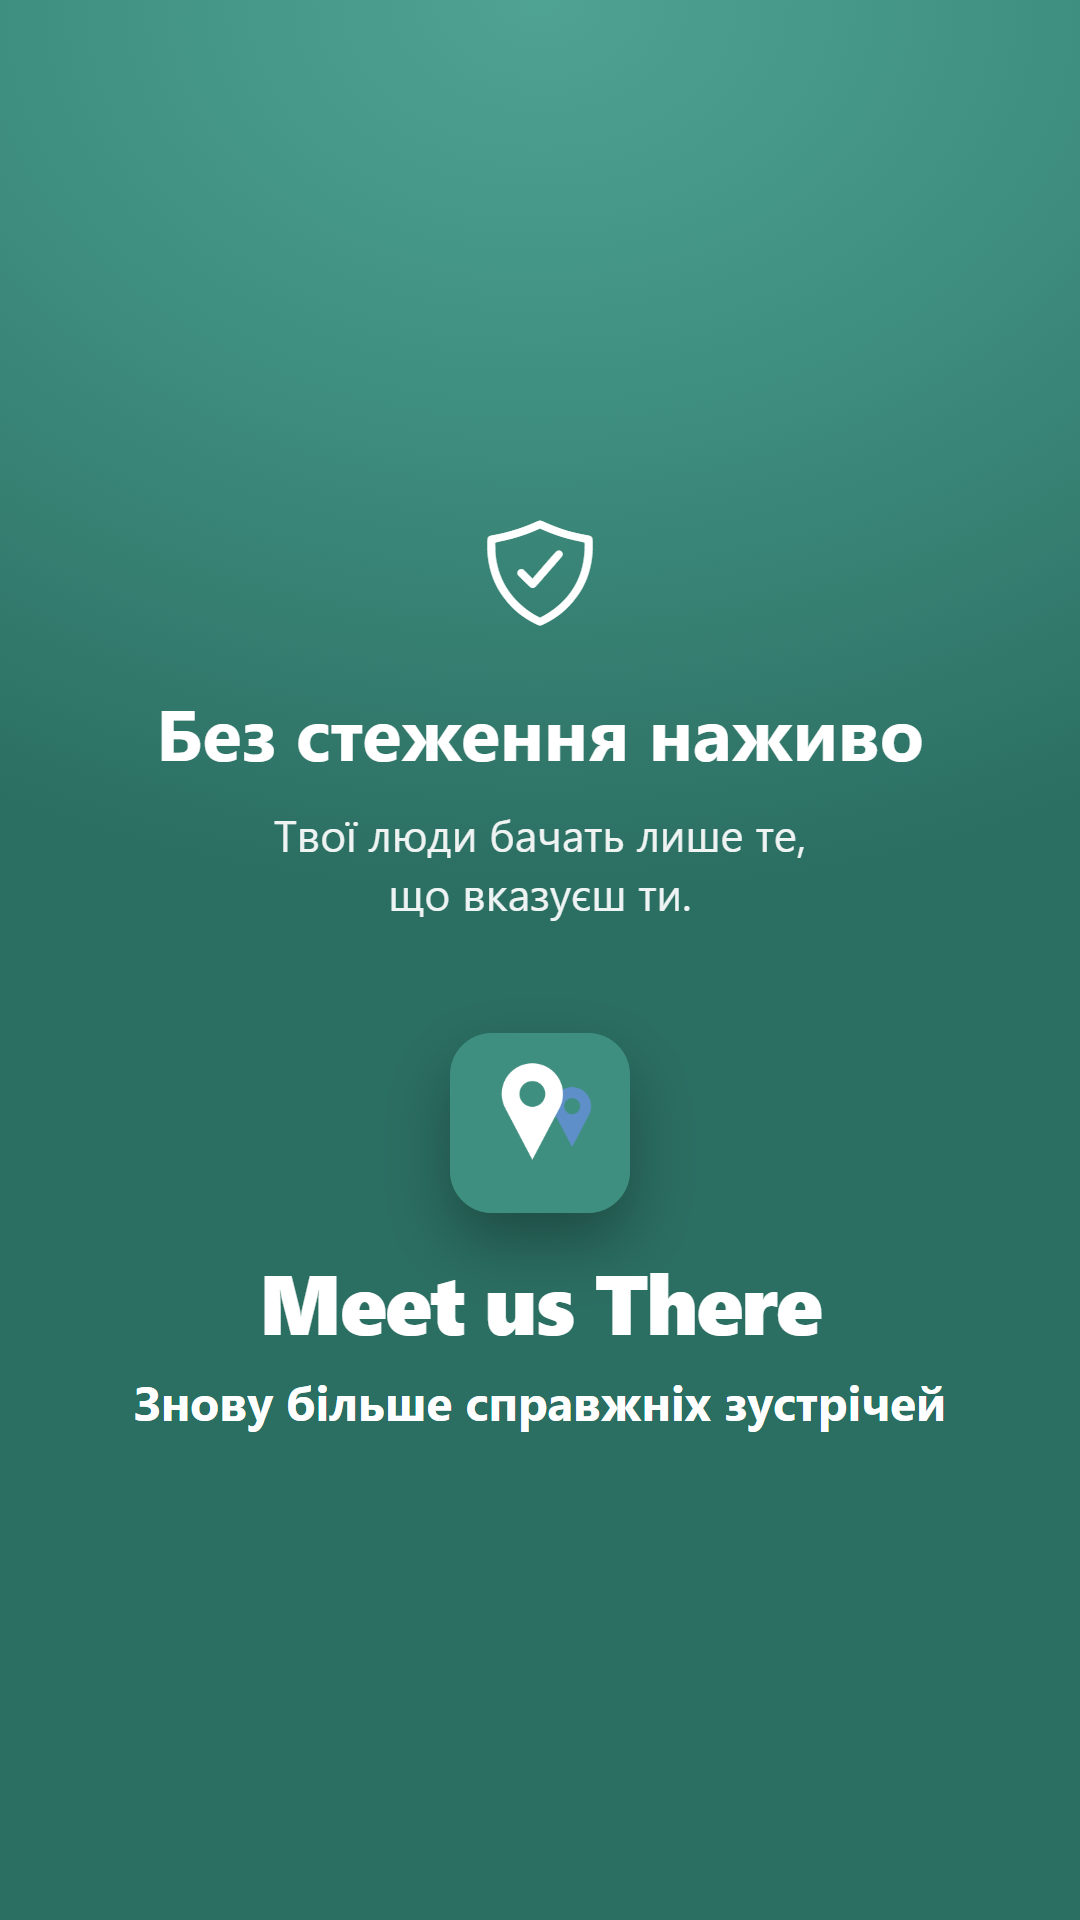 Без стеження наживо
Твої люди бачать лише те,
що вказуєш ти.
Meet us There
Знову більше справжніх зустрічей